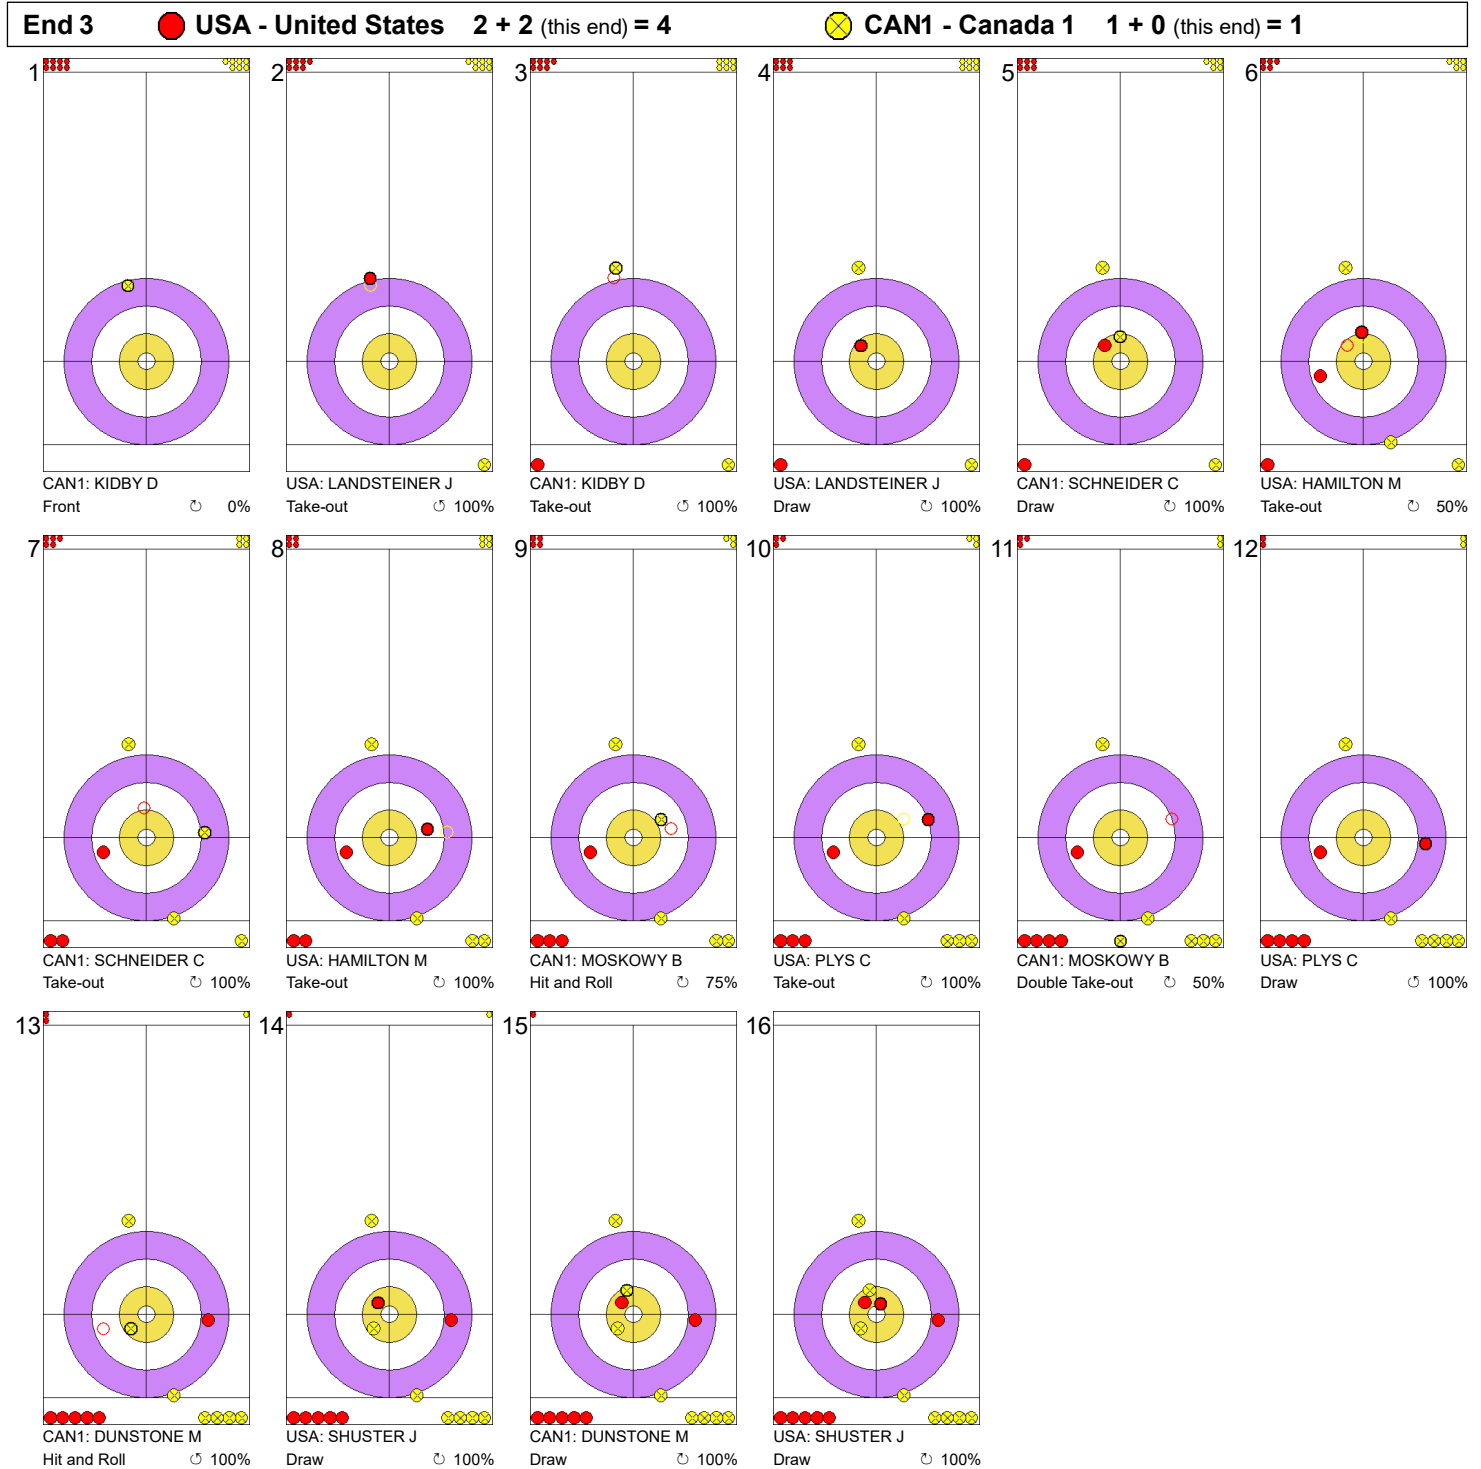 End 3 USA - United States 2 + 2 (this end) = 4 CAN1 - Canada 1 1 + 0 (this end) = 1
1 2 3 4 5 6
CAN1: KIDBY D USA: LANDSTEINER J CAN1: KIDBY D USA: LANDSTEINER J CAN1: SCHNEIDER C USA: HAMILTON M
Front ↻ 0% Take-out ↺ 100% Take-out ↺ 100% Draw ↻ 100% Draw ↻ 100% Take-out ↻ 50%
7 8 9 10 11 12
CAN1: SCHNEIDER C USA: HAMILTON M CAN1: MOSKOWY B USA: PLYS C CAN1: MOSKOWY B USA: PLYS C
Take-out ↻ 100% Take-out ↻ 100% Hit and Roll ↻ 75% Take-out ↻ 100% Double Take-out ↻ 50% Draw ↺ 100%
13 14 15 16
CAN1: DUNSTONE M USA: SHUSTER J CAN1: DUNSTONE M USA: SHUSTER J
Hit and Roll ↺ 100% Draw ↻ 100% Draw ↻ 100% Draw ↻ 100%